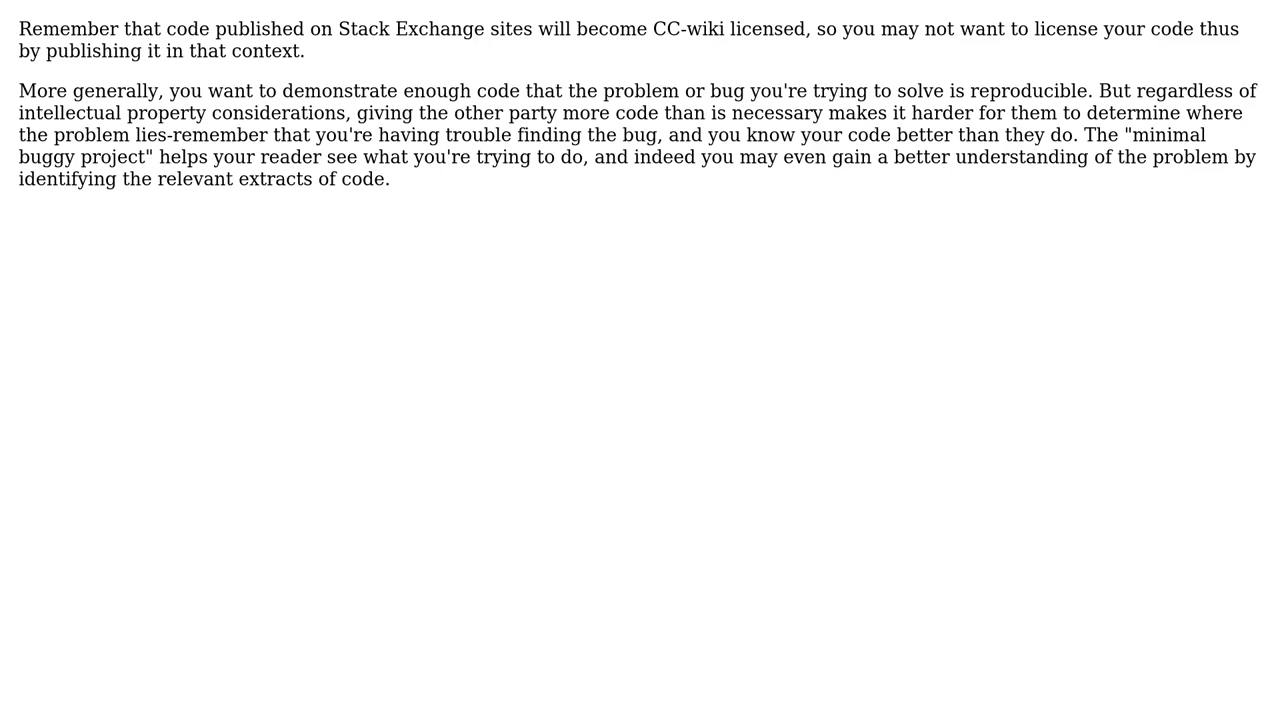 Remember that code published on Stack Exchange sites will become CC-wiki licensed, so you may not want to license your code thus
by publishing it in that context.
More generally, you want to demonstrate enough code that the problem or bug you're trying to solve is reproducible. But regardless of
intellectual property considerations, giving the other party more code than is necessary makes it harder for them to determine where
the problem lies-remember that you're having trouble finding the bug, and you know your code better than they do. The "minimal
buggy project" helps your reader see what you're trying to do, and indeed you may even gain a better understanding of the problem by
identifying the relevant extracts of code.